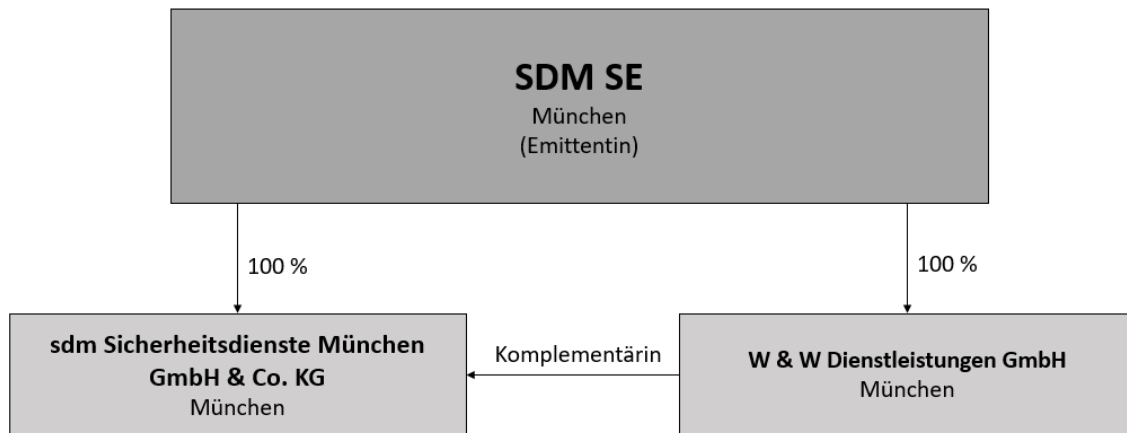 SDM SE
München
(Emittentin)
100 %
100 %
sdm Sicherheitsdienste München
GmbH & Co. KG
München
Komplementärin
W & W Dienstleistungen GmbH
München